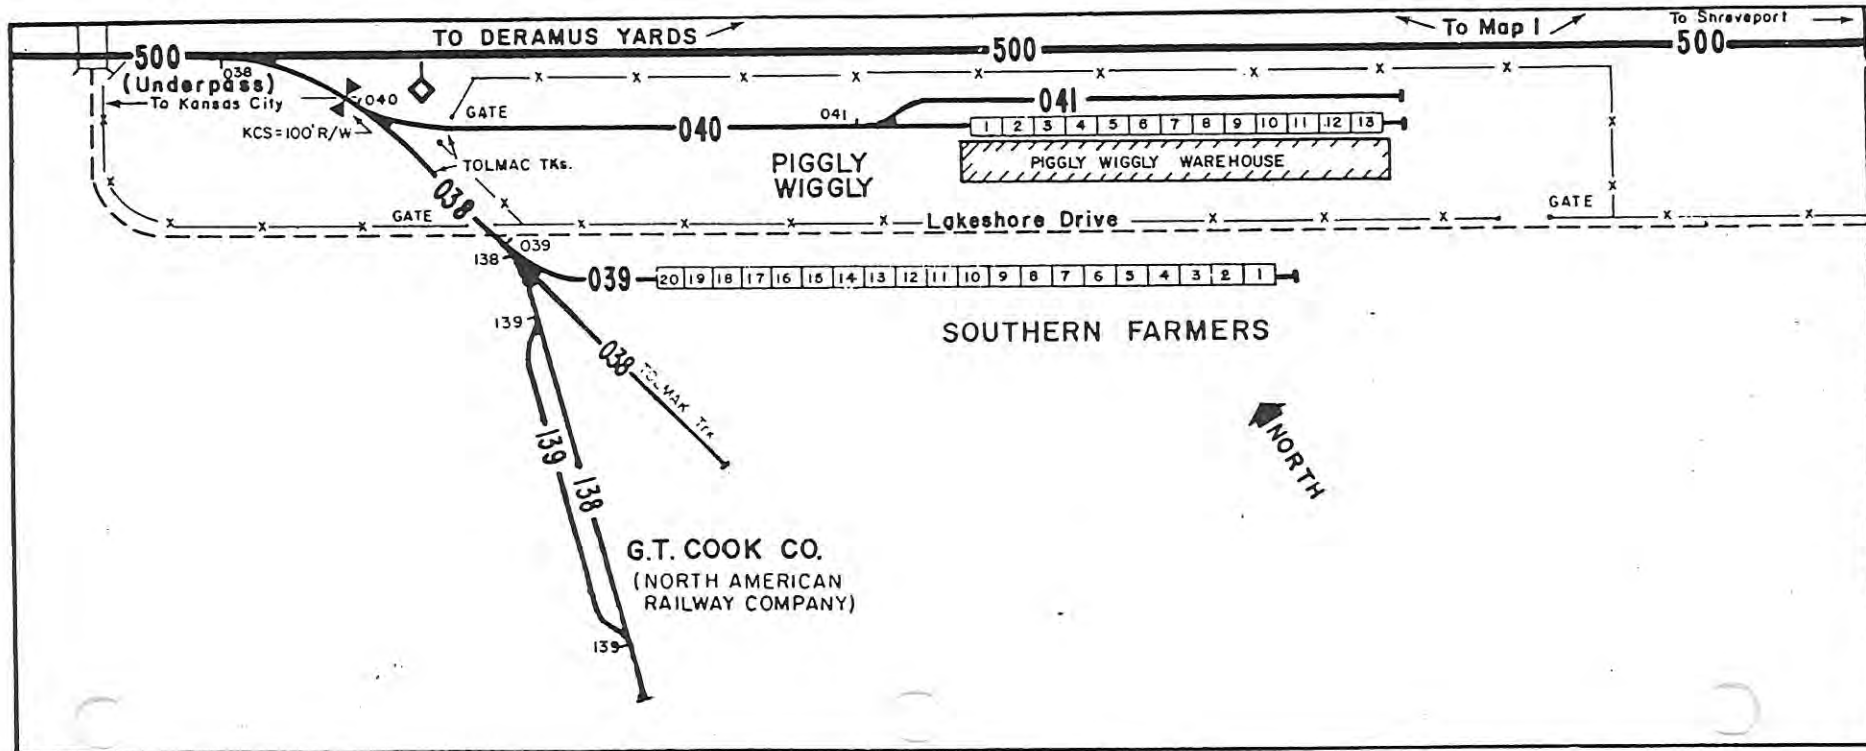 TO DERAMUS YARDS
To Map 1
To Shreveport
500
500
500
(Underpass)
038
To Kansas City
040
KCS=100' R/W
GATE
041
040
041
1 2 3 4 5 6 7 8 9 10 11 12 13
TOLMAC TKs.
PIGGLY
WIGGLY
PIGGLY WIGGLY WAREHOUSE
038
GATE
Lakeshore Drive
GATE
039
138
039
20 19 18 17 16 15 14 13 12 11 10 9 8 7 6 5 4 3 2 1
139
SOUTHERN FARMERS
038
TOLMAK Trk
NORTH
139
138
G.T. COOK CO.
(NORTH AMERICAN
RAILWAY COMPANY)
139